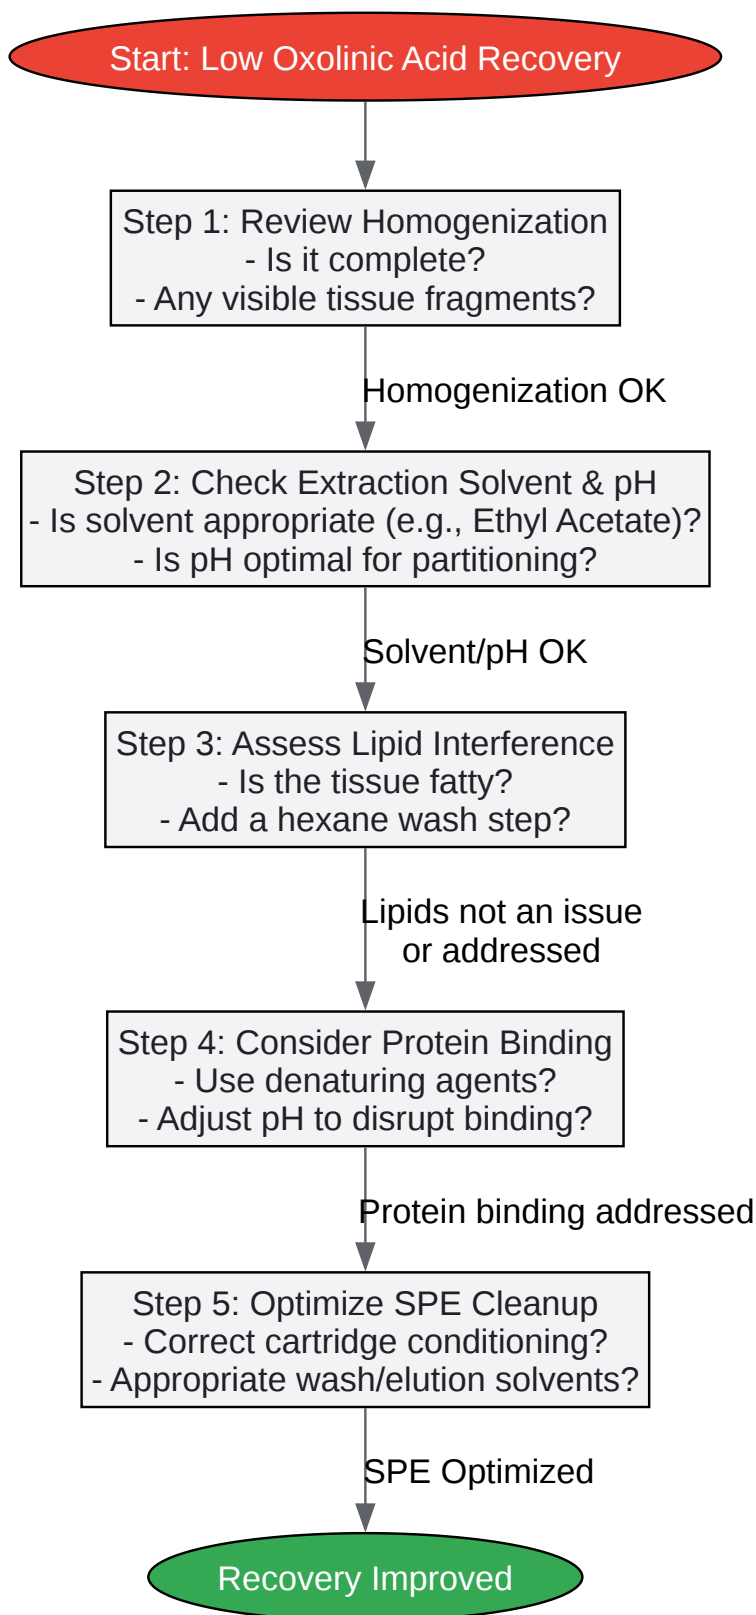 Start: Low Oxolinic Acid Recovery
Step 1: Review Homogenization
- Is it complete?
- Any visible tissue fragments?
Homogenization OK
Step 2: Check Extraction Solvent & pH
- Is solvent appropriate (e.g., Ethyl Acetate)?
- Is pH optimal for partitioning?
Solvent/pH OK
Step 3: Assess Lipid Interference
- Is the tissue fatty?
- Add a hexane wash step?
Lipids not an issue
or addressed
Step 4: Consider Protein Binding
- Use denaturing agents?
- Adjust pH to disrupt binding?
Protein binding addressed
Step 5: Optimize SPE Cleanup
- Correct cartridge conditioning?
- Appropriate wash/elution solvents?
SPE Optimized
Recovery Improved